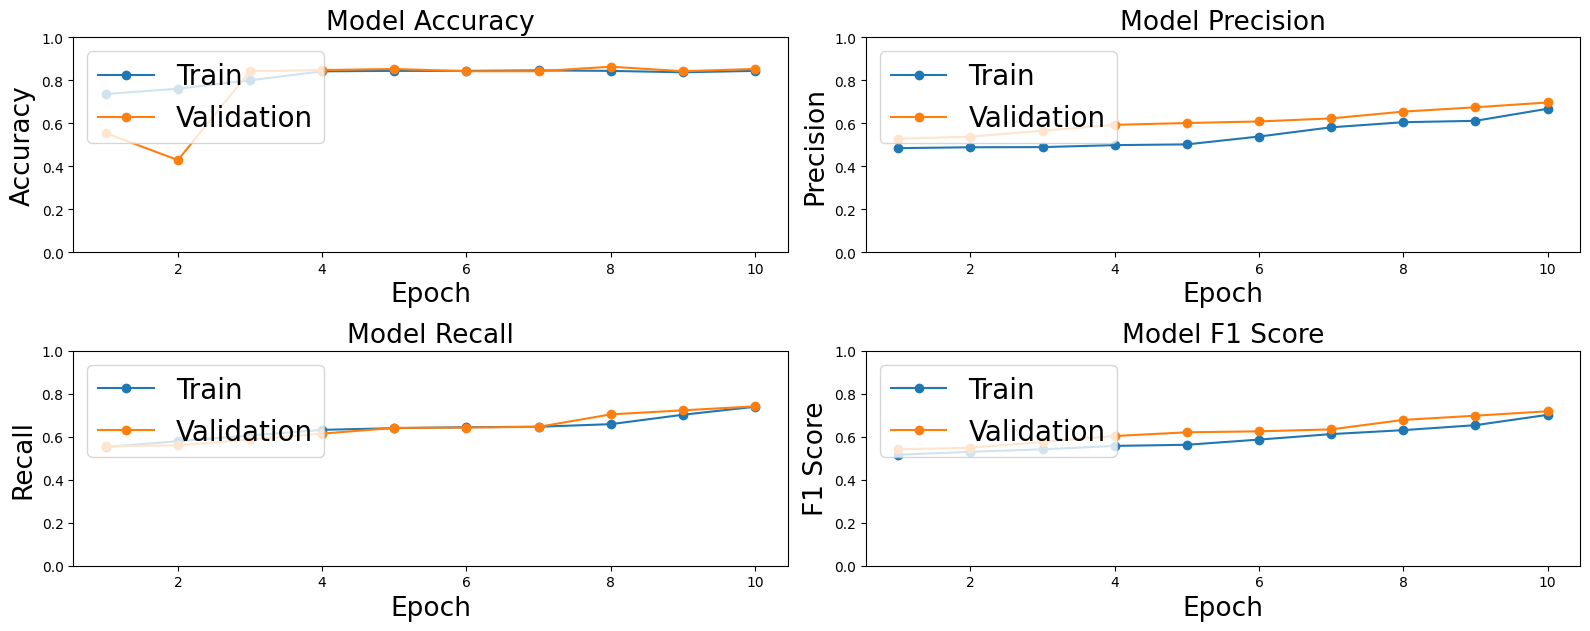 Model Accuracy
Accuracy
1.0
0.8
0.6
0.4
0.2
0.0
Train
Validation
2 4 6 8 10
Epoch
Model Precision
Precision
1.0
0.8
0.6
0.4
0.2
0.0
Train
Validation
2 4 6 8 10
Epoch
Model Recall
Recall
1.0
0.8
0.6
0.4
0.2
0.0
Train
Validation
2 4 6 8 10
Epoch
Model F1 Score
F1 Score
1.0
0.8
0.6
0.4
0.2
0.0
Train
Validation
2 4 6 8 10
Epoch